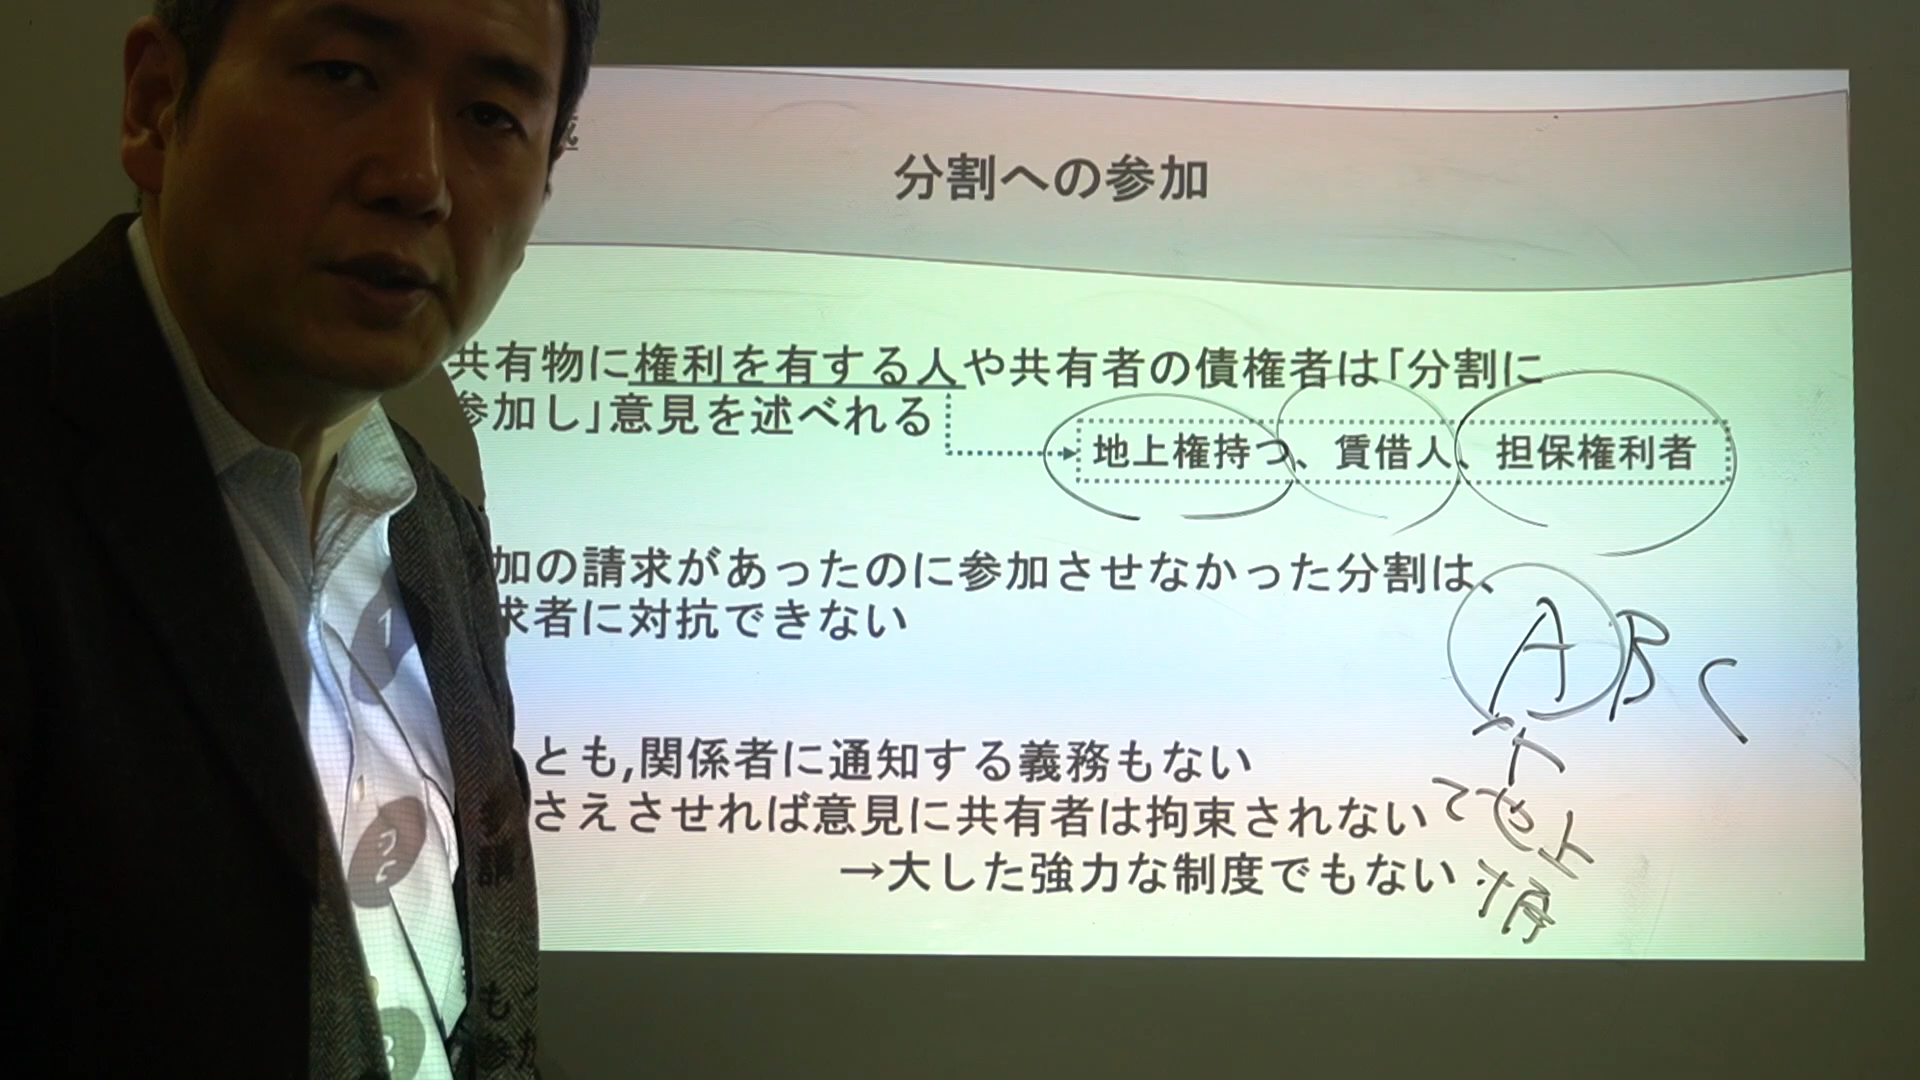 分割への参加
共有物に権利を有する人や共有者の債権者は「分割に
参加し」意見を述べれる
地上権持つ、賃借人、担保権利者
加の請求があったのに参加させなかった分割は、
求者に対抗できない
A B C
とも,関係者に通知する義務もない
さえさせれば意見に共有者は拘束されない
→大した強力な制度でもない
地上
1
2
3